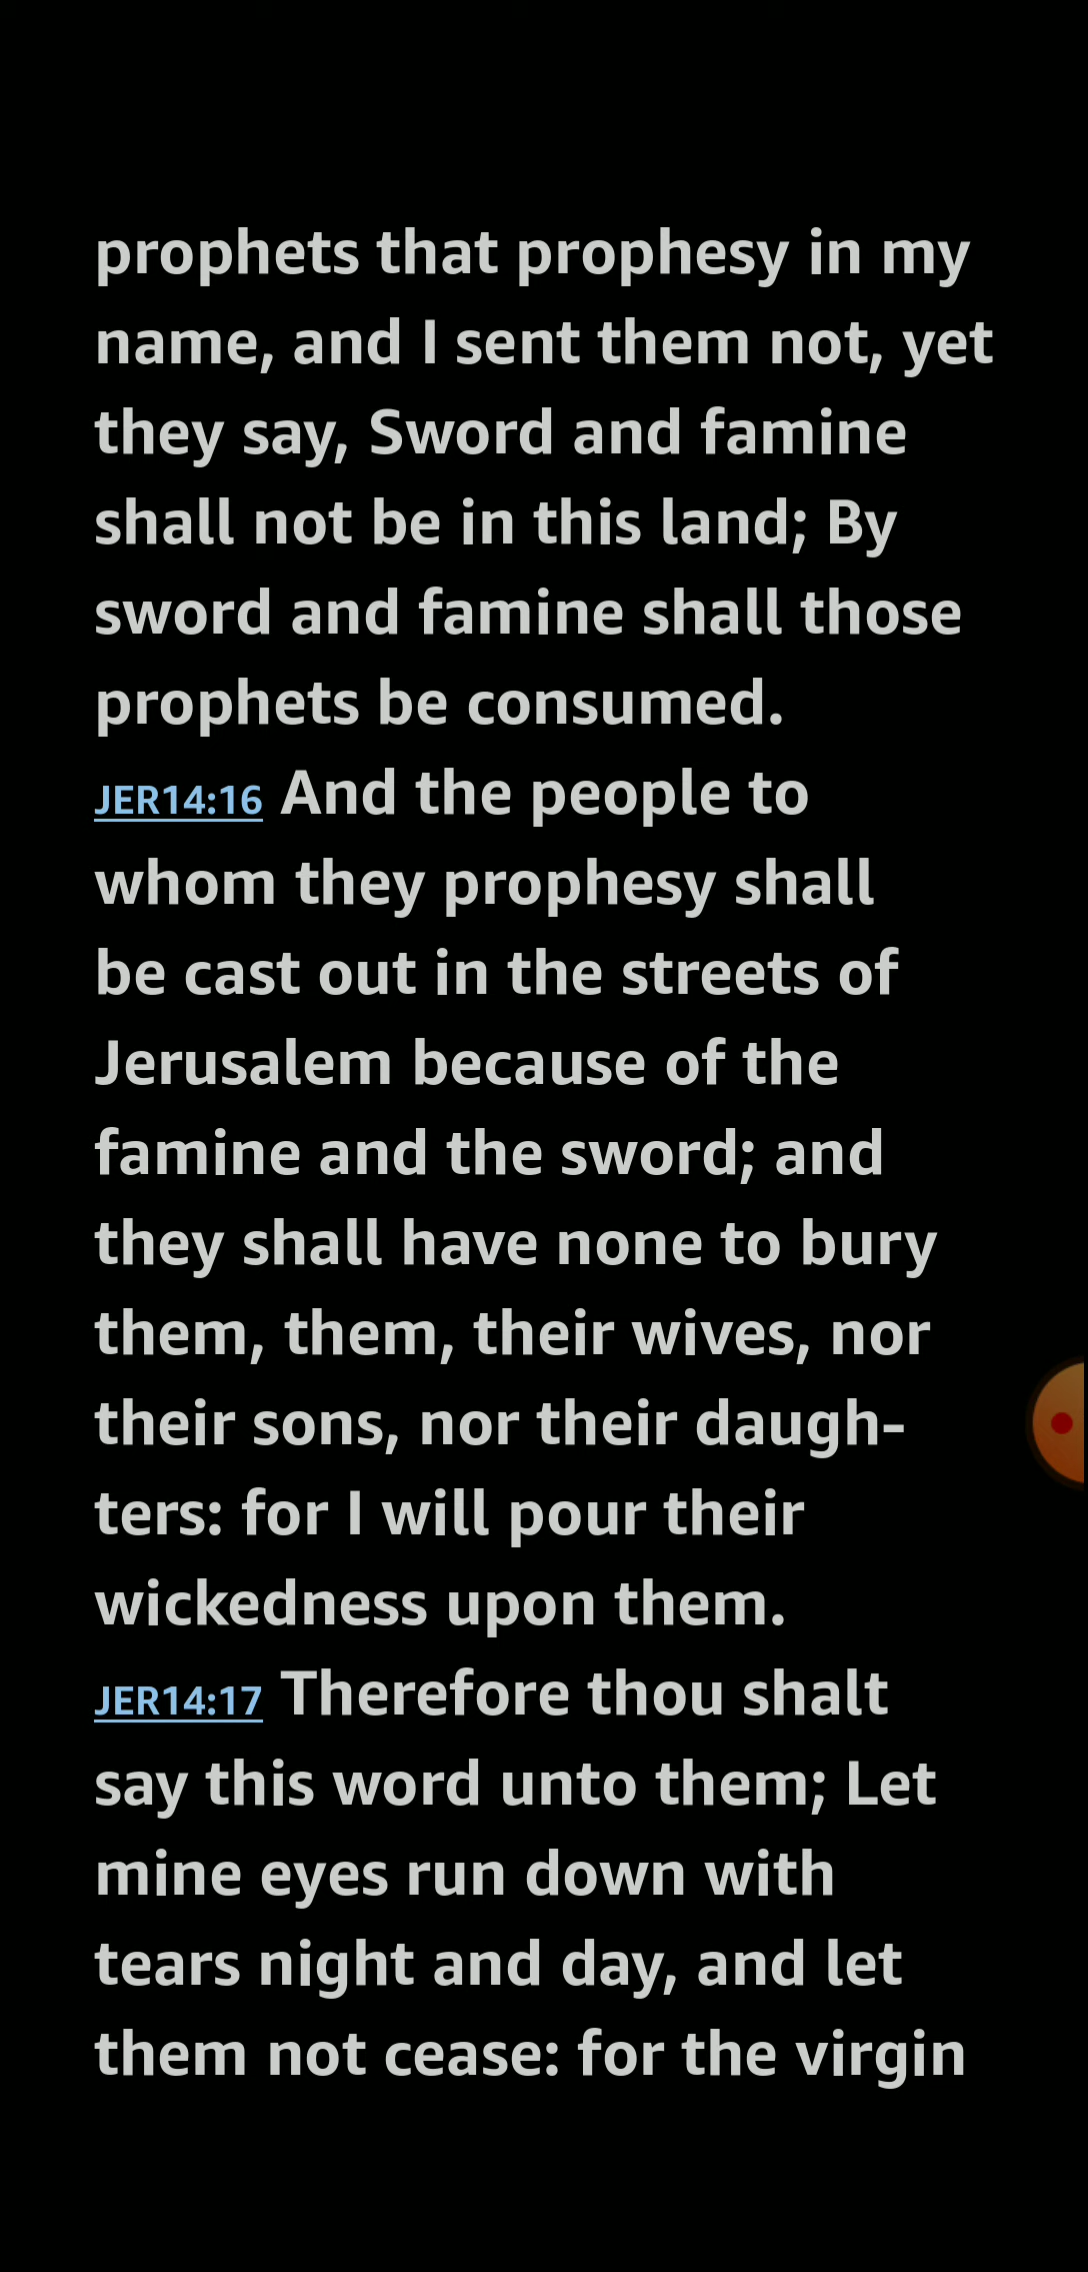 prophets that prophesy in my
name, and I sent them not, yet
they say, Sword and famine
shall not be in this land; By
sword and famine shall those
prophets be consumed.
JER14:16 And the people to
whom they prophesy shall
be cast out in the streets of
Jerusalem because of the
famine and the sword; and
they shall have none to bury
them, them, their wives, nor
their sons, nor their daugh-
ters: for I will pour their
wickedness upon them.
JER14:17 Therefore thou shalt
say this word unto them; Let
mine eyes run down with
tears night and day, and let
them not cease: for the virgin